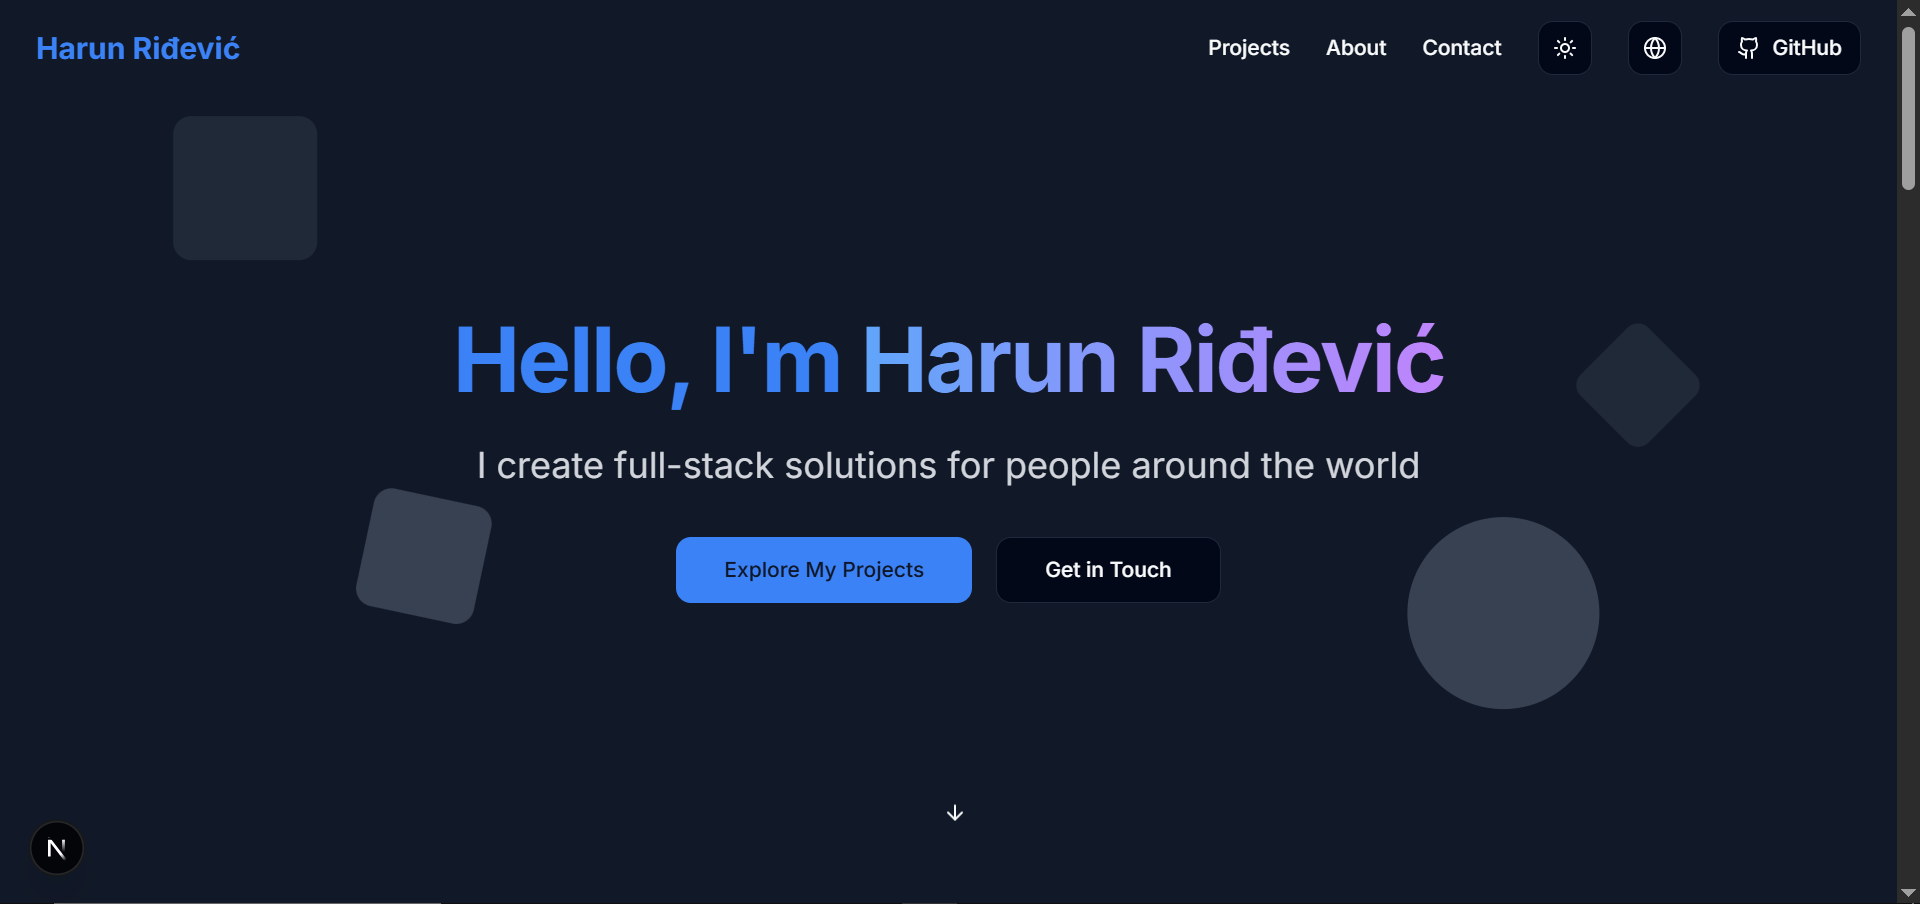 Harun Riđević
Projects
About
Contact
GitHub
Hello, I'm Harun Riđević
I create full-stack solutions for people around the world
Explore My Projects
Get in Touch
N